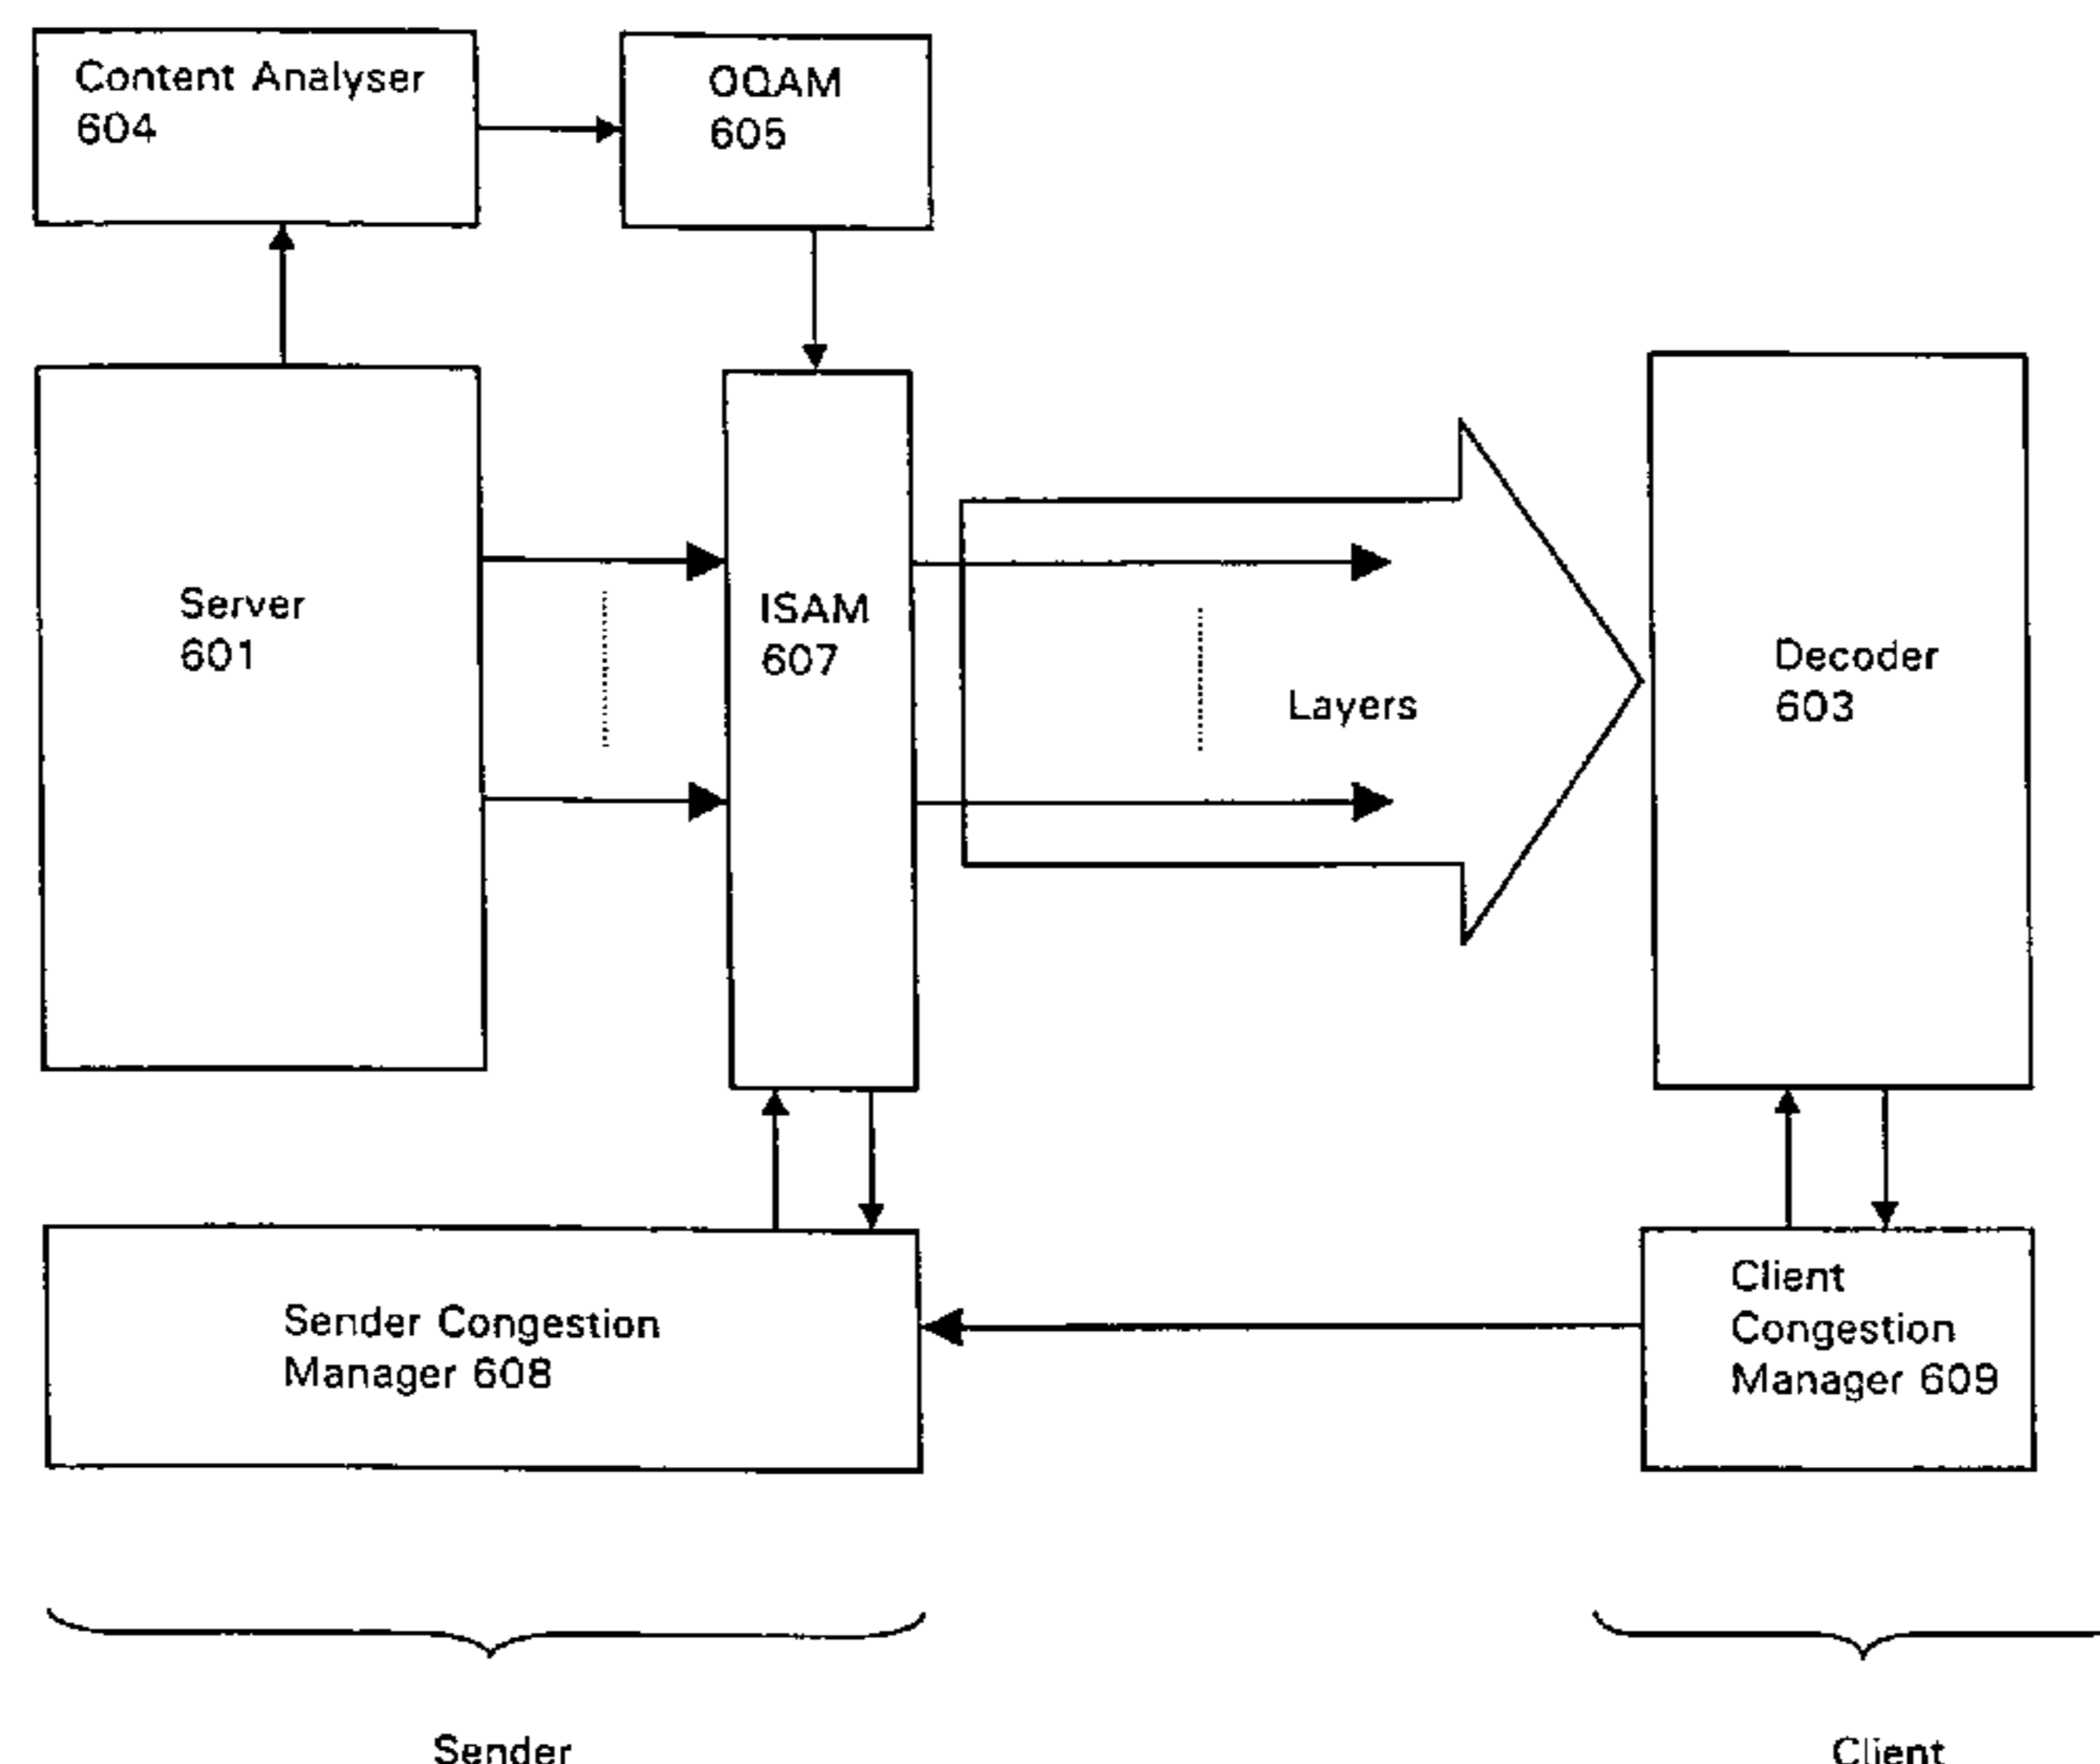 Content Analyser
604
OQAM
605
Server
601
ISAM
607
Layers
Decoder
603
Sender Congestion
Manager 608
Client
Congestion
Manager 609
Sender
Client